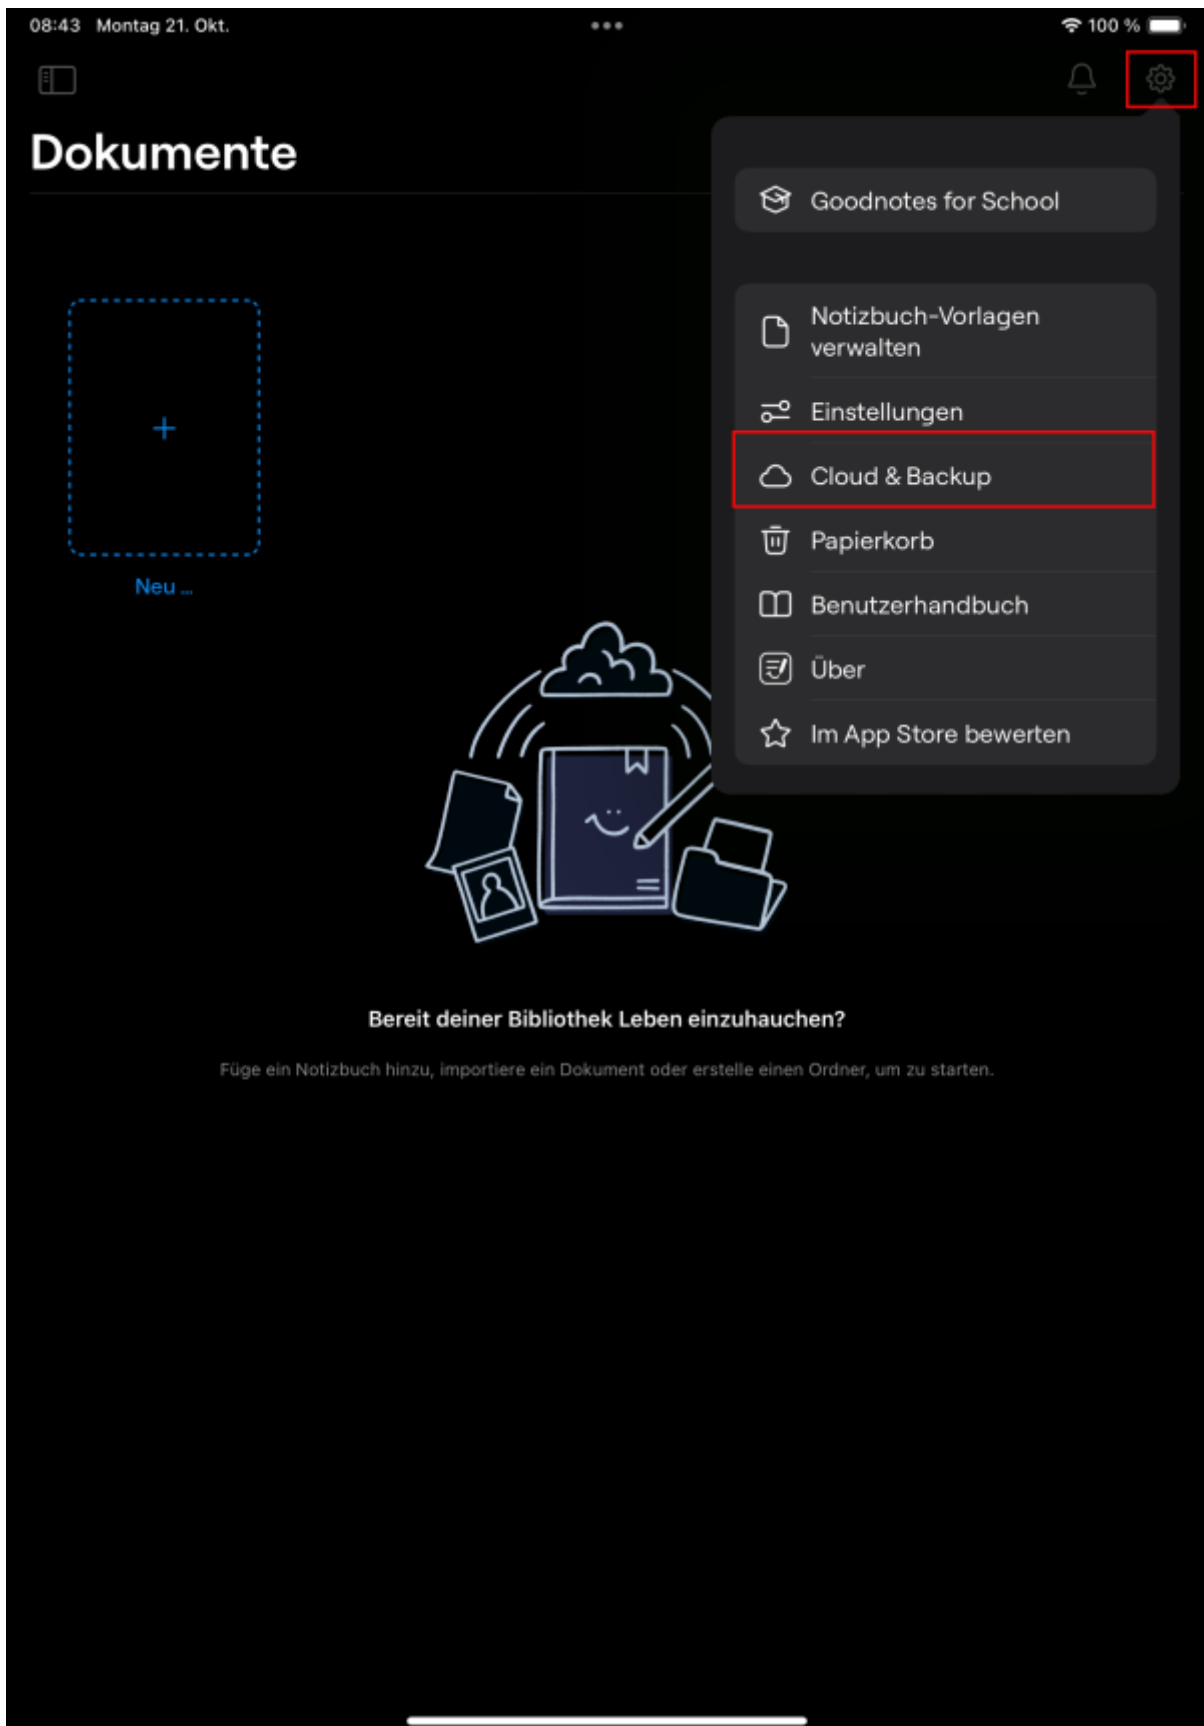 08:43 Montag 21. Okt.
100 %
Dokumente
Goodnotes for School
Notizbuch-Vorlagen
verwalten
Einstellungen
Cloud & Backup
Papierkorb
Benutzerhandbuch
Über
Im App Store bewerten
Neu ...
Bereit deiner Bibliothek Leben einzuhauchen?
Füge ein Notizbuch hinzu, importiere ein Dokument oder erstelle einen Ordner, um zu starten.